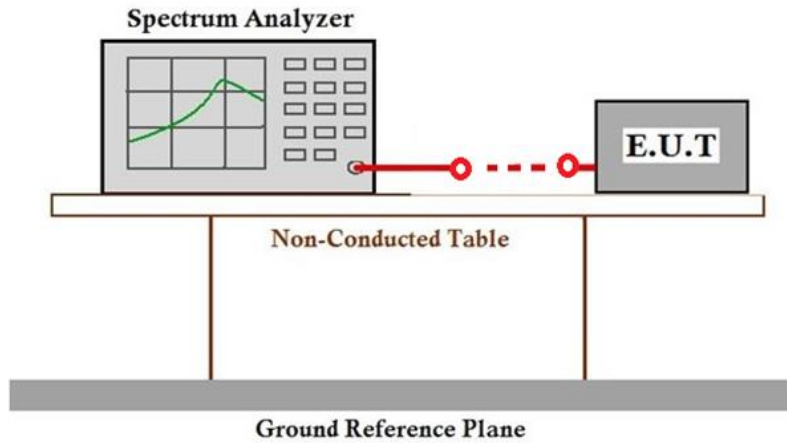 Spectrum Analyzer
E.U.T
Non-Conducted Table
Ground Reference Plane